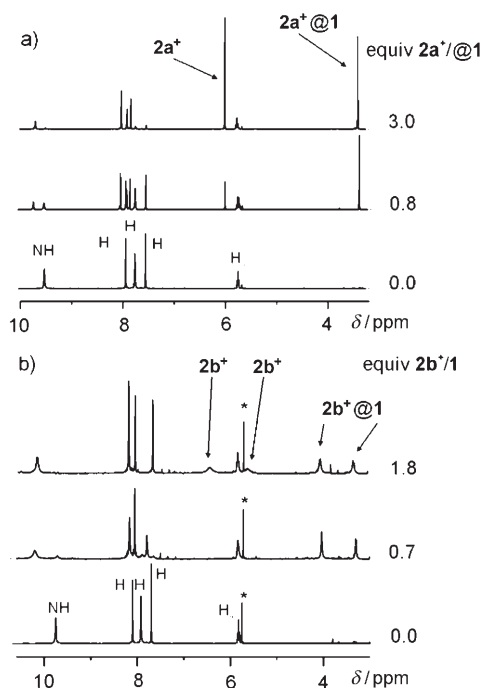 a)
2a⁺
2a⁺@1
equiv 2a⁺/@1
3.0
0.8
NH
H
H
H
H
0.0
10
8
6
4
δ/ppm
b)
2b⁺
2b⁺
equiv 2b⁺/1
2b⁺@1
*
1.8
*
0.7
NH
H
H
H
H
*
0.0
10
8
6
4
δ/ppm